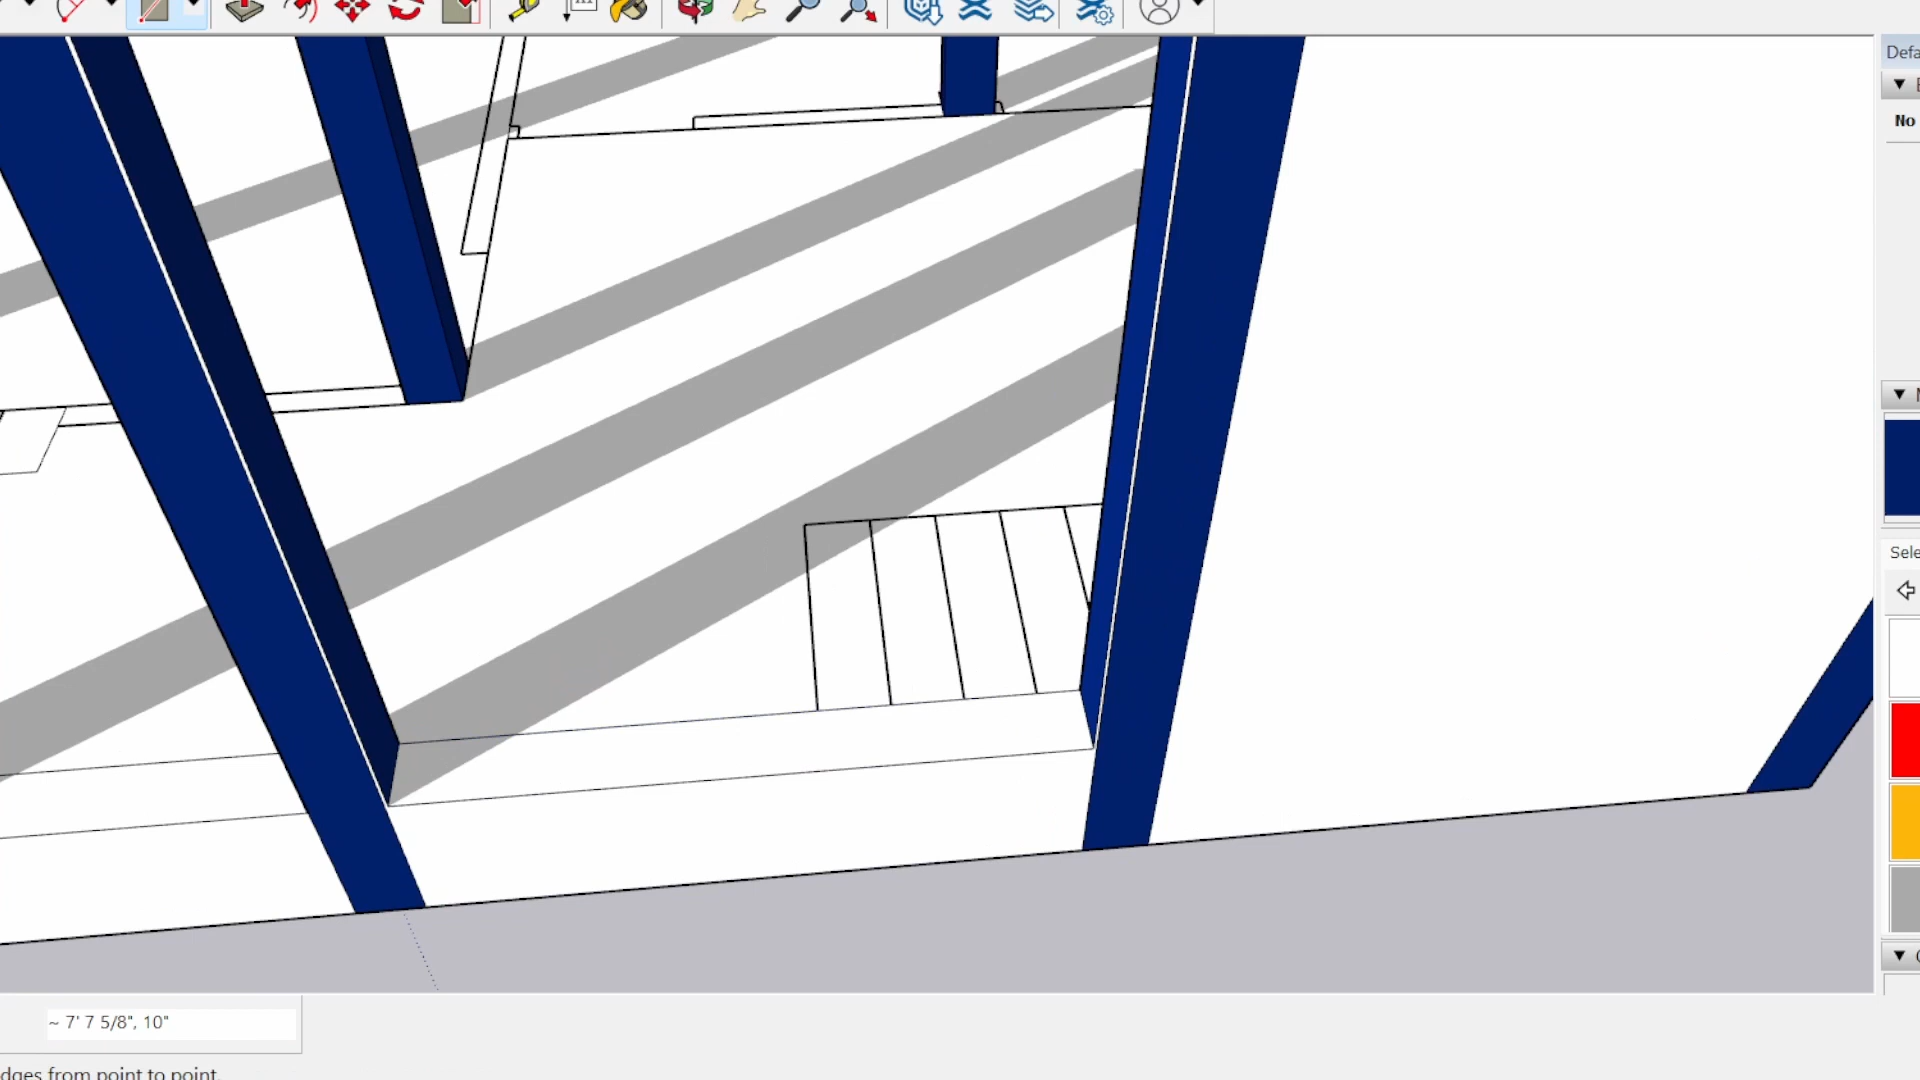 Defa
No
Sele
~ 7' 7 5/8", 10"
dges from point to point.